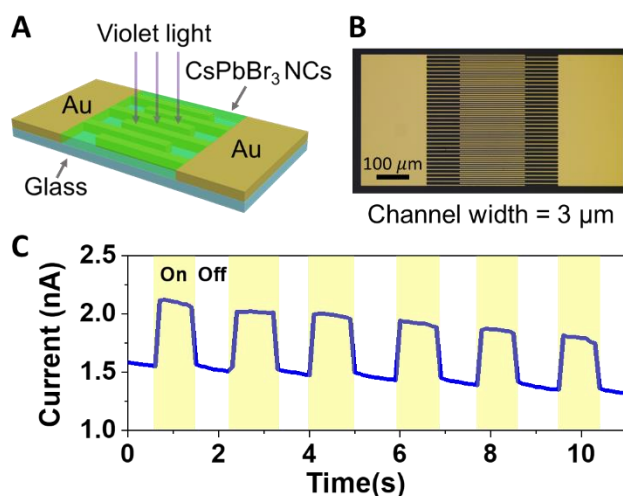 A
Violet light
CsPbBr₃ NCs
Au
Au
Glass
B
100 μm
Channel width = 3 μm
C
On Off
Current (nA)
2.5
2.0
1.5
1.0
0 2 4 6 8 10
Time(s)